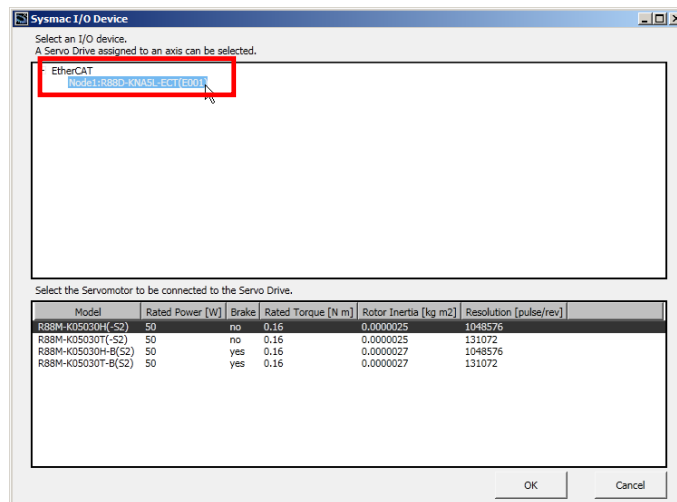 Sysmac I/O Device
Select an I/O device.
A Servo Drive assigned to an axis can be selected.
EtherCAT
Node1:R88D-KNA5L-ECT(E001)
Select the Servomotor to be connected to the Servo Drive.
Model Rated Power [W] Brake Rated Torque [N m] Rotor Inertia [kg m2] Resolution [pulse/rev]
R88M-K05030H(-S2) 50 no 0.16 0.0000025 1048576
R88M-K05030T(-S2) 50 no 0.16 0.0000025 131072
R88M-K05030H-B(S2) 50 yes 0.16 0.0000027 1048576
R88M-K05030T-B(S2) 50 yes 0.16 0.0000027 131072
OK Cancel